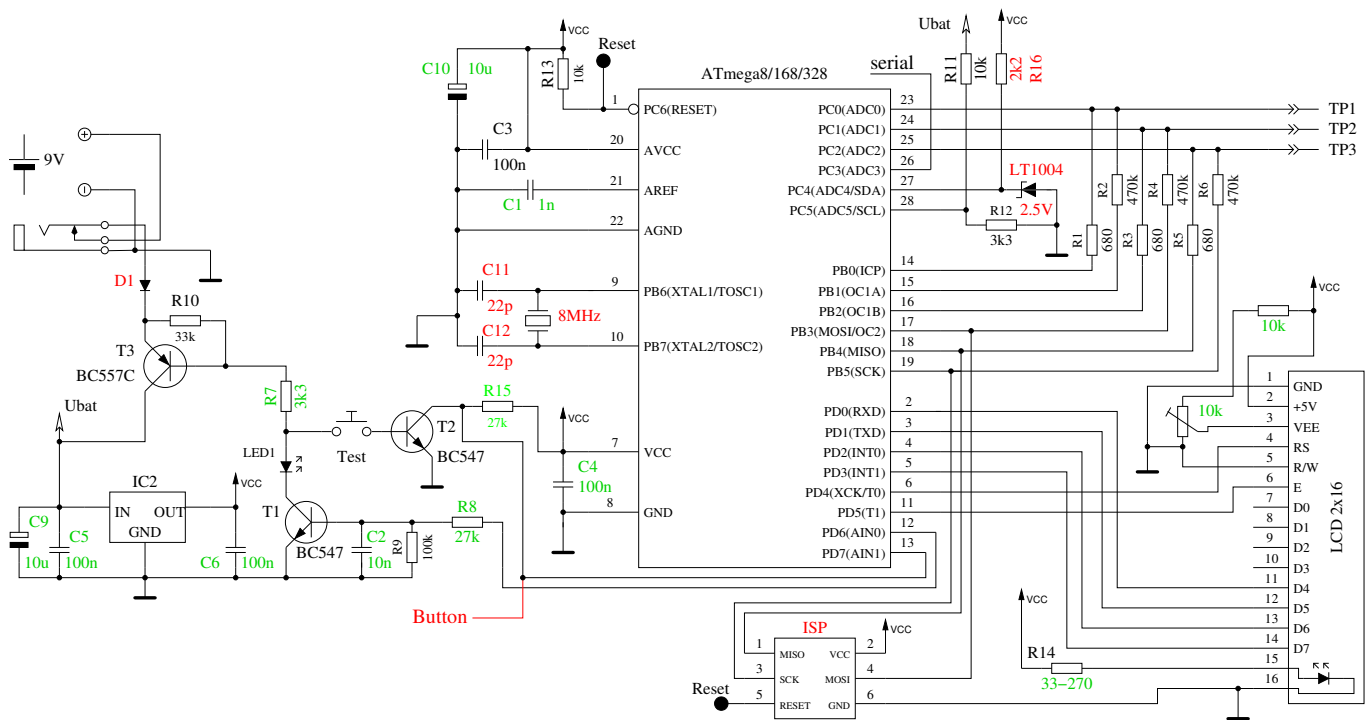 Ubat
VCC
VCC
Reset
C10
10u
R13
10k
serial
R11
10k
2k2
R16
ATmega8/168/328
1
PC6(RESET)
PC0(ADC0)
23
TP1
PC1(ADC1)
24
TP2
C3
100n
20
AVCC
PC2(ADC2)
25
TP3
PC3(ADC3)
26
9V
LT1004
C1
1n
21
AREF
PC4(ADC4/SDA)
27
2.5V
PC5(ADC5/SCL)
28
R2
470k
R4
470k
R6
470k
22
AGND
R12
3k3
R1
680
R3
680
R5
680
D1
C11
22p
9
PB6(XTAL1/TOSC1)
8MHz
C12
22p
10
PB7(XTAL2/TOSC2)
PB0(ICP)
14
PB1(OC1A)
15
PB2(OC1B)
16
PB3(MOSI/OC2)
17
PB4(MISO)
18
PB5(SCK)
19
VCC
10k
R10
33k
T3
BC557C
R7
3k3
R15
27k
VCC
T2
BC547
Test
Ubat
LED1
7
VCC
C4
100n
8
GND
PD0(RXD)
2
PD1(TXD)
3
PD2(INT0)
4
PD3(INT1)
5
PD4(XCK/T0)
6
PD5(T1)
11
PD6(AIN0)
12
PD7(AIN1)
13
10k
1
GND
2
+5V
3
VEE
4
RS
5
R/W
6
E
7
D0
8
D1
9
D2
10
D3
11
D4
12
D5
13
D6
14
D7
15
16
LCD 2x16
IC2
VCC
IN
OUT
GND
T1
BC547
R8
27k
C9
10u
C5
100n
C6
100n
C2
10n
R9
100k
Button
ISP
VCC
1
MISO
VCC
2
3
SCK
MOSI
4
Reset
5
RESET
GND
6
VCC
R14
33−270